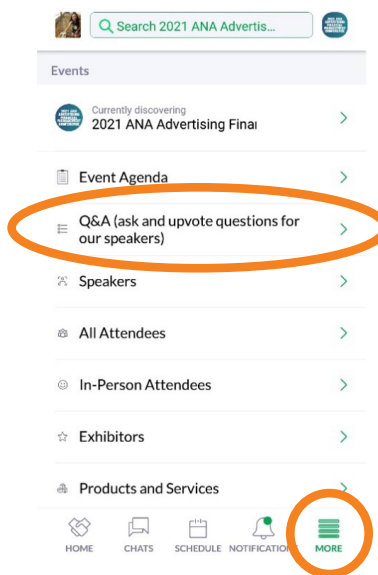 Search 2021 ANA Advertis...
Events
Currently discovering
2021 ANA Advertising Finai
Event Agenda
Q&A (ask and upvote questions for
our speakers)
Speakers
All Attendees
In-Person Attendees
Exhibitors
Products and Services
HOME CHATS SCHEDULE NOTIFICATIONS MORE